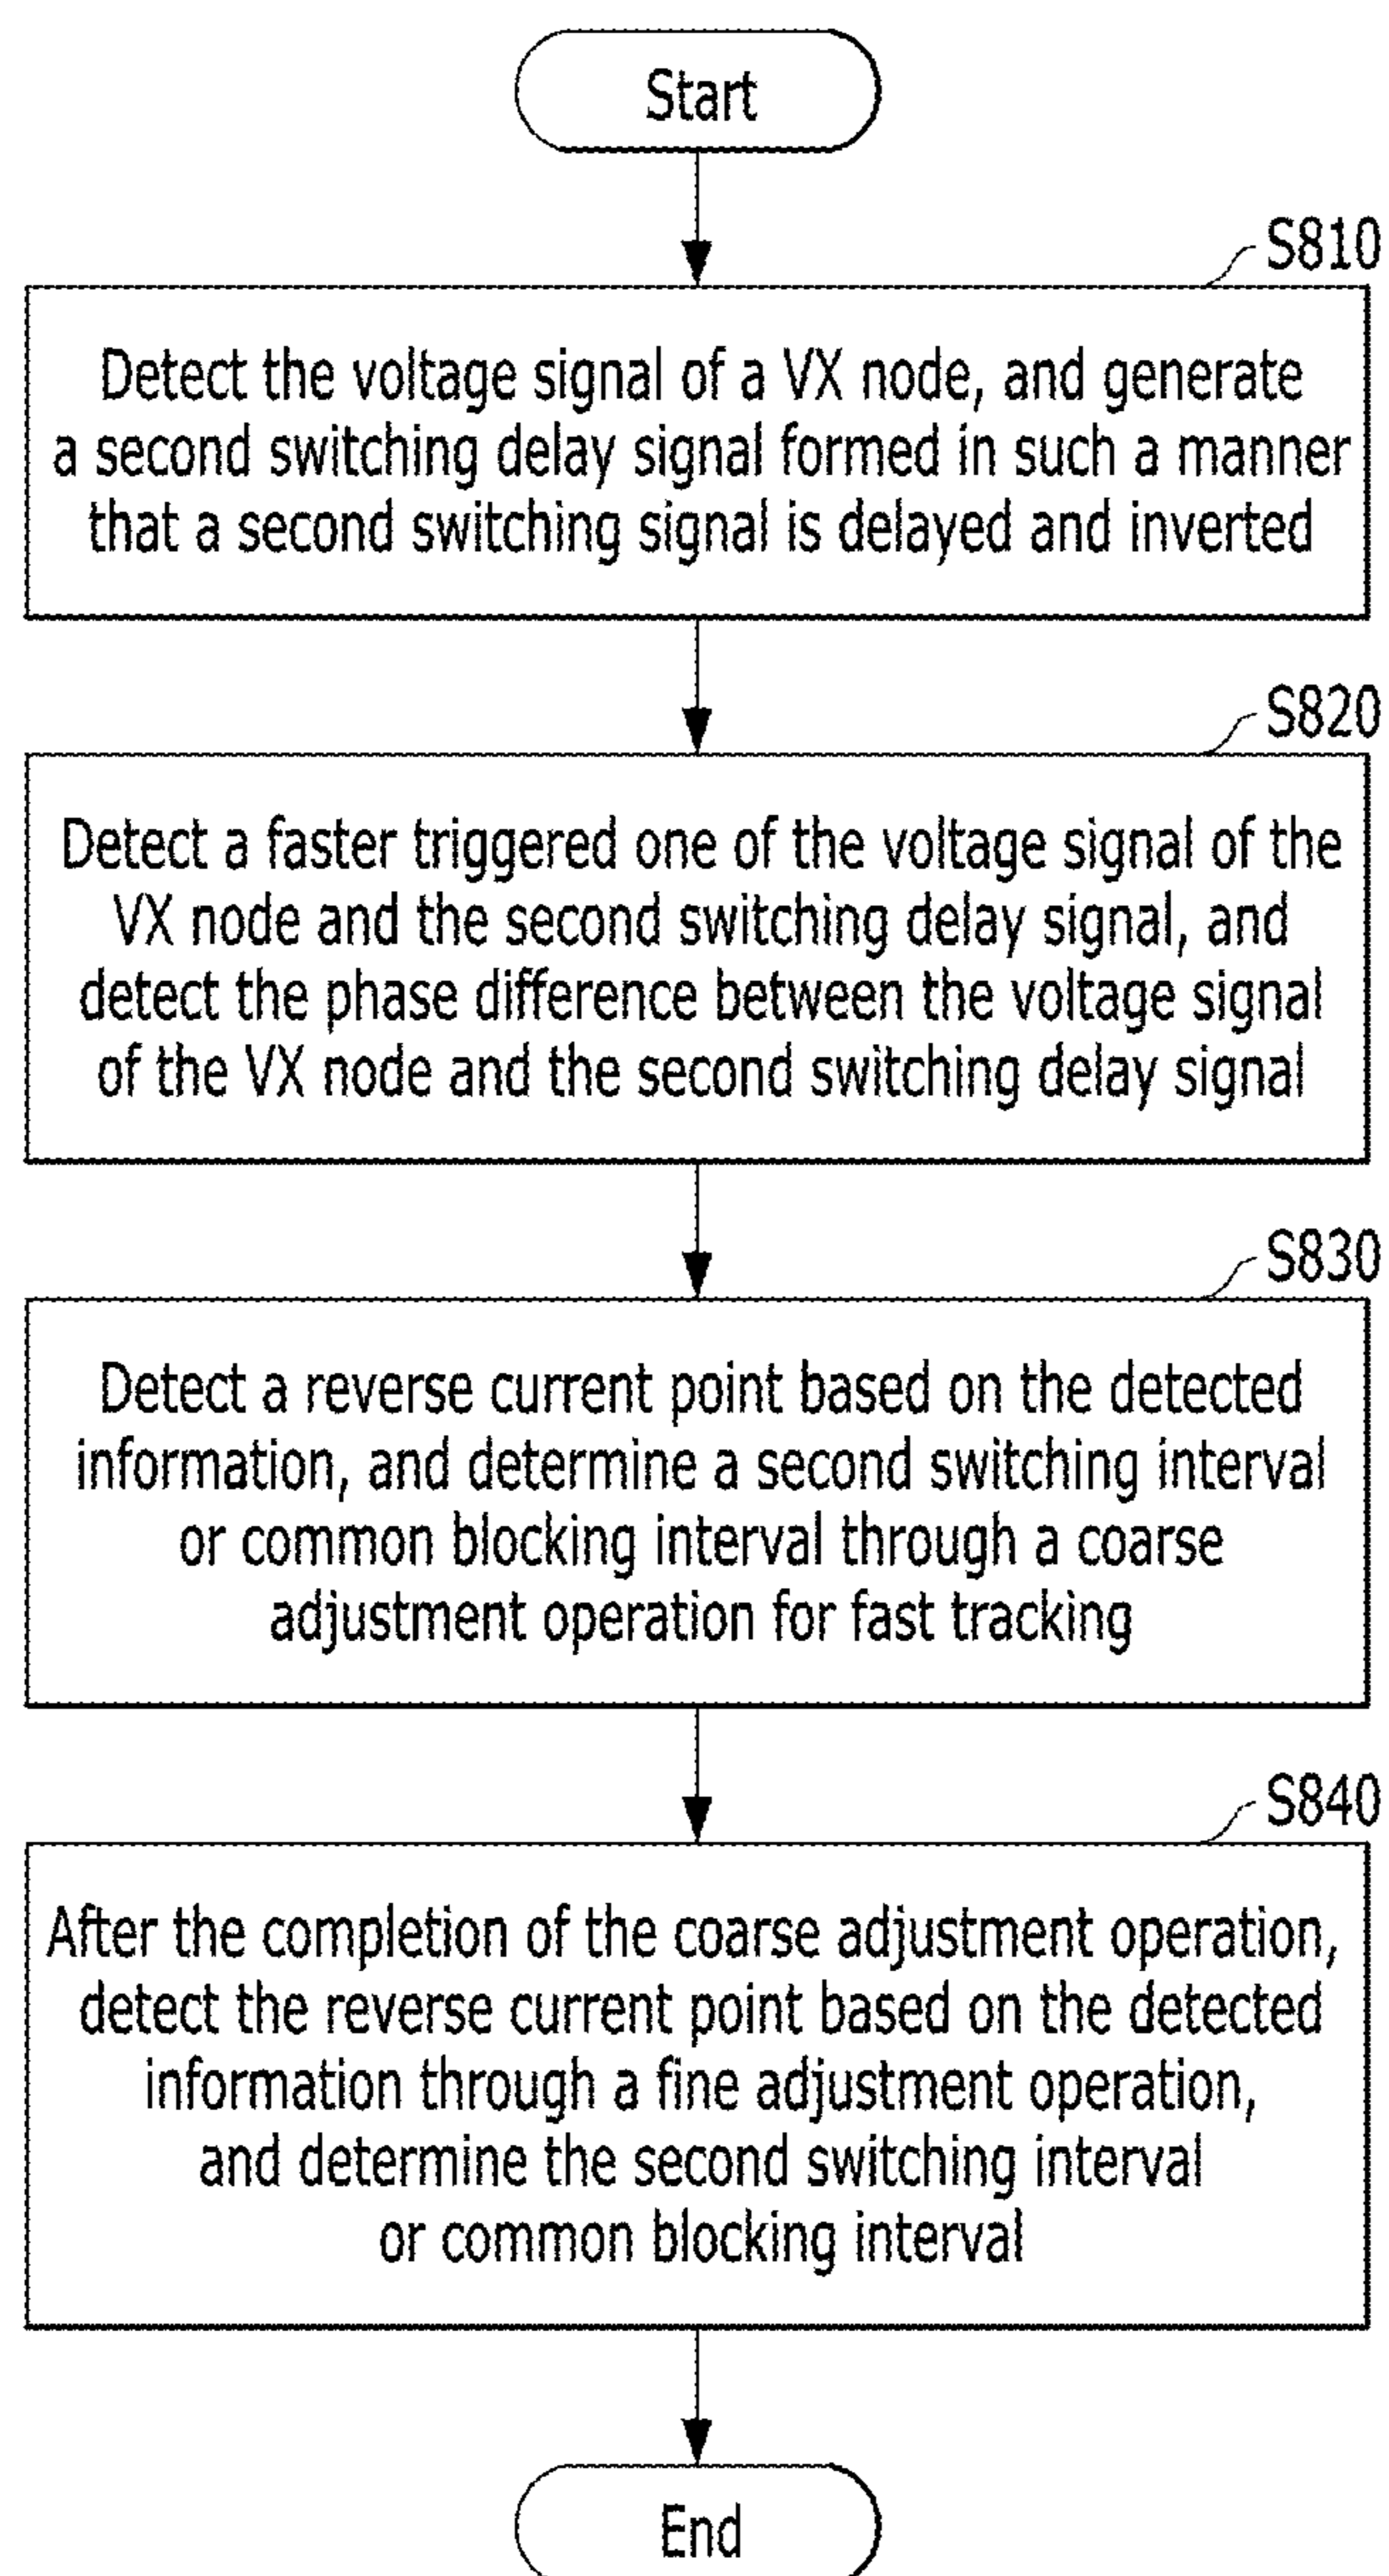 Start
S810
Detect the voltage signal of a VX node, and generate
a second switching delay signal formed in such a manner
that a second switching signal is delayed and inverted
S820
Detect a faster triggered one of the voltage signal of the
VX node and the second switching delay signal, and
detect the phase difference between the voltage signal
of the VX node and the second switching delay signal
S830
Detect a reverse current point based on the detected
information, and determine a second switching interval
or common blocking interval through a coarse
adjustment operation for fast tracking
S840
After the completion of the coarse adjustment operation,
detect the reverse current point based on the detected
information through a fine adjustment operation,
and determine the second switching interval
or common blocking interval
End